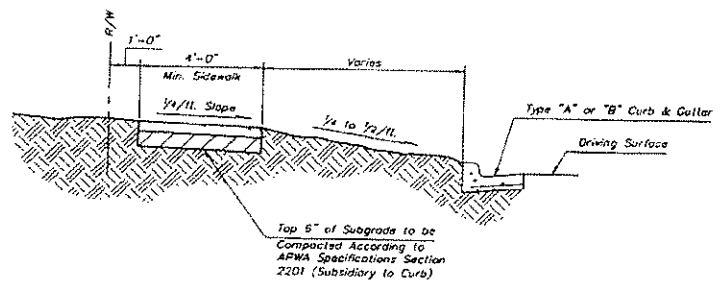 R/W
1'-0"
4'-0"
Varies
Min. Sidewalk
1/4/ft. Slope
1/4 to 1/2/ft.
Type "A" or "B" Curb & Gutter
Driving Surface
Top 6" of Subgrade to be
Compacted According to
APWA Specifications Section
2201 (Subsidiary to Curb)